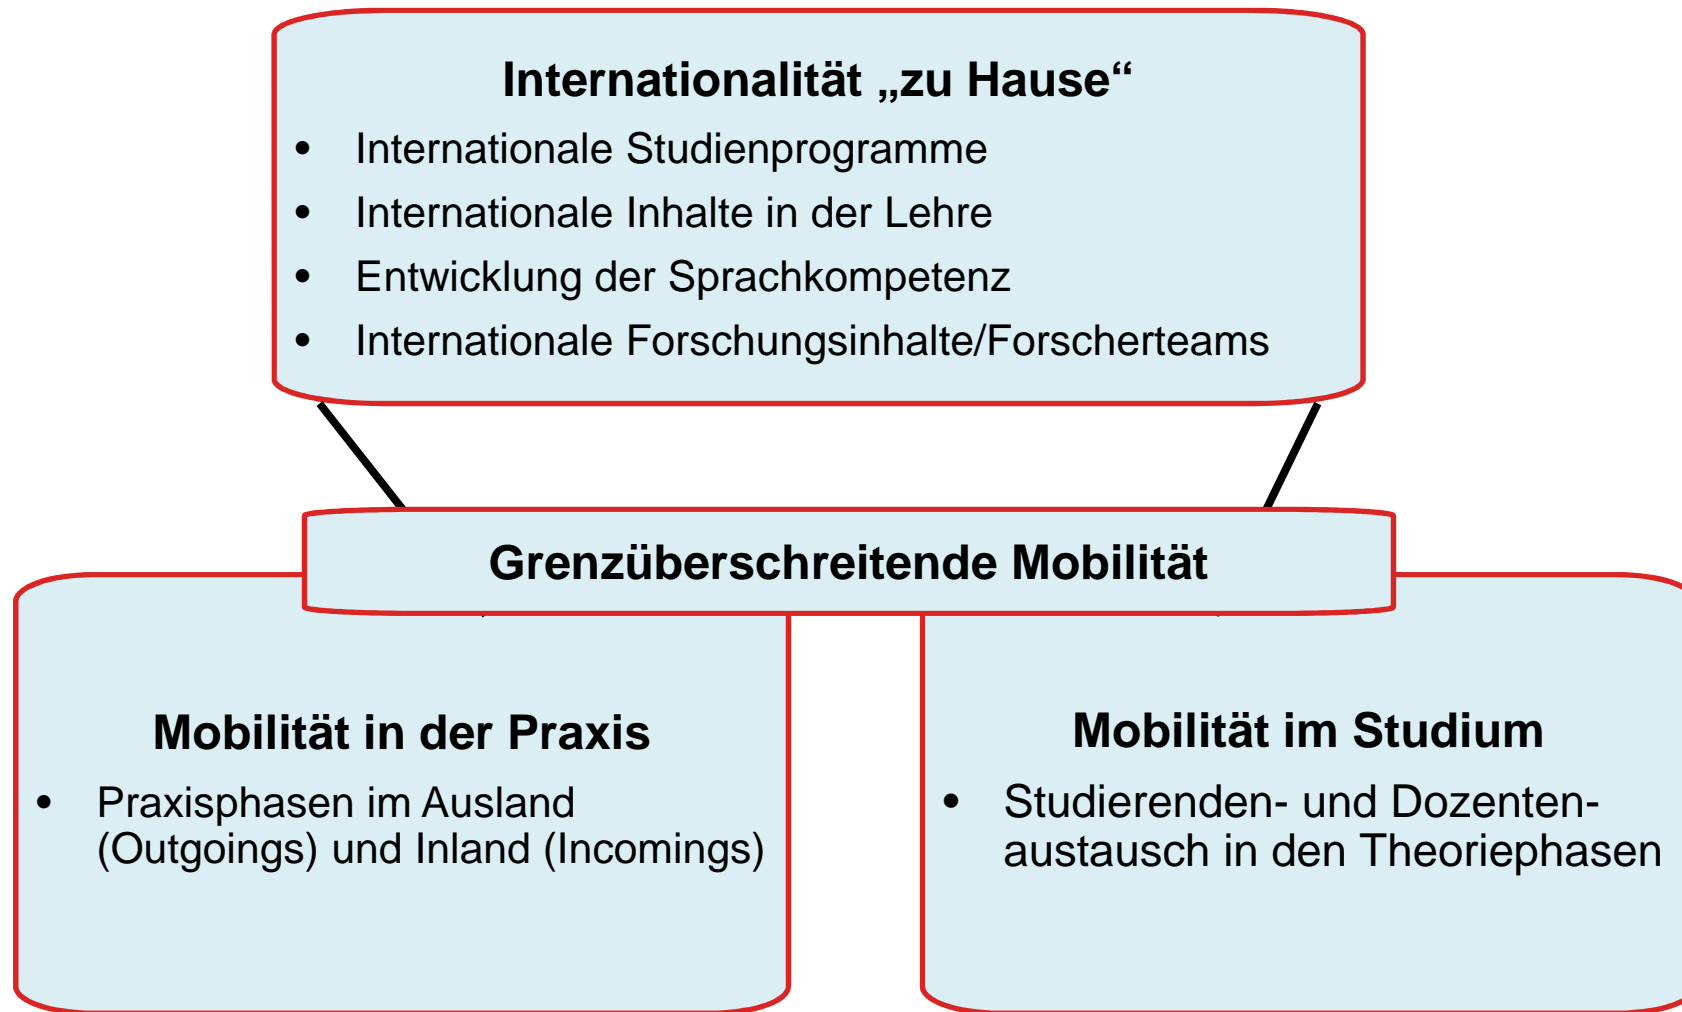 Internationalität „zu Hause“
• Internationale Studienprogramme
• Internationale Inhalte in der Lehre
• Entwicklung der Sprachkompetenz
• Internationale Forschungsinhalte/Forscherteams
Grenzüberschreitende Mobilität
Mobilität in der Praxis
• Praxisphasen im Ausland
(Outgoings) und Inland (Incomings)
Mobilität im Studium
• Studierenden- und Dozenten-
austausch in den Theoriephasen